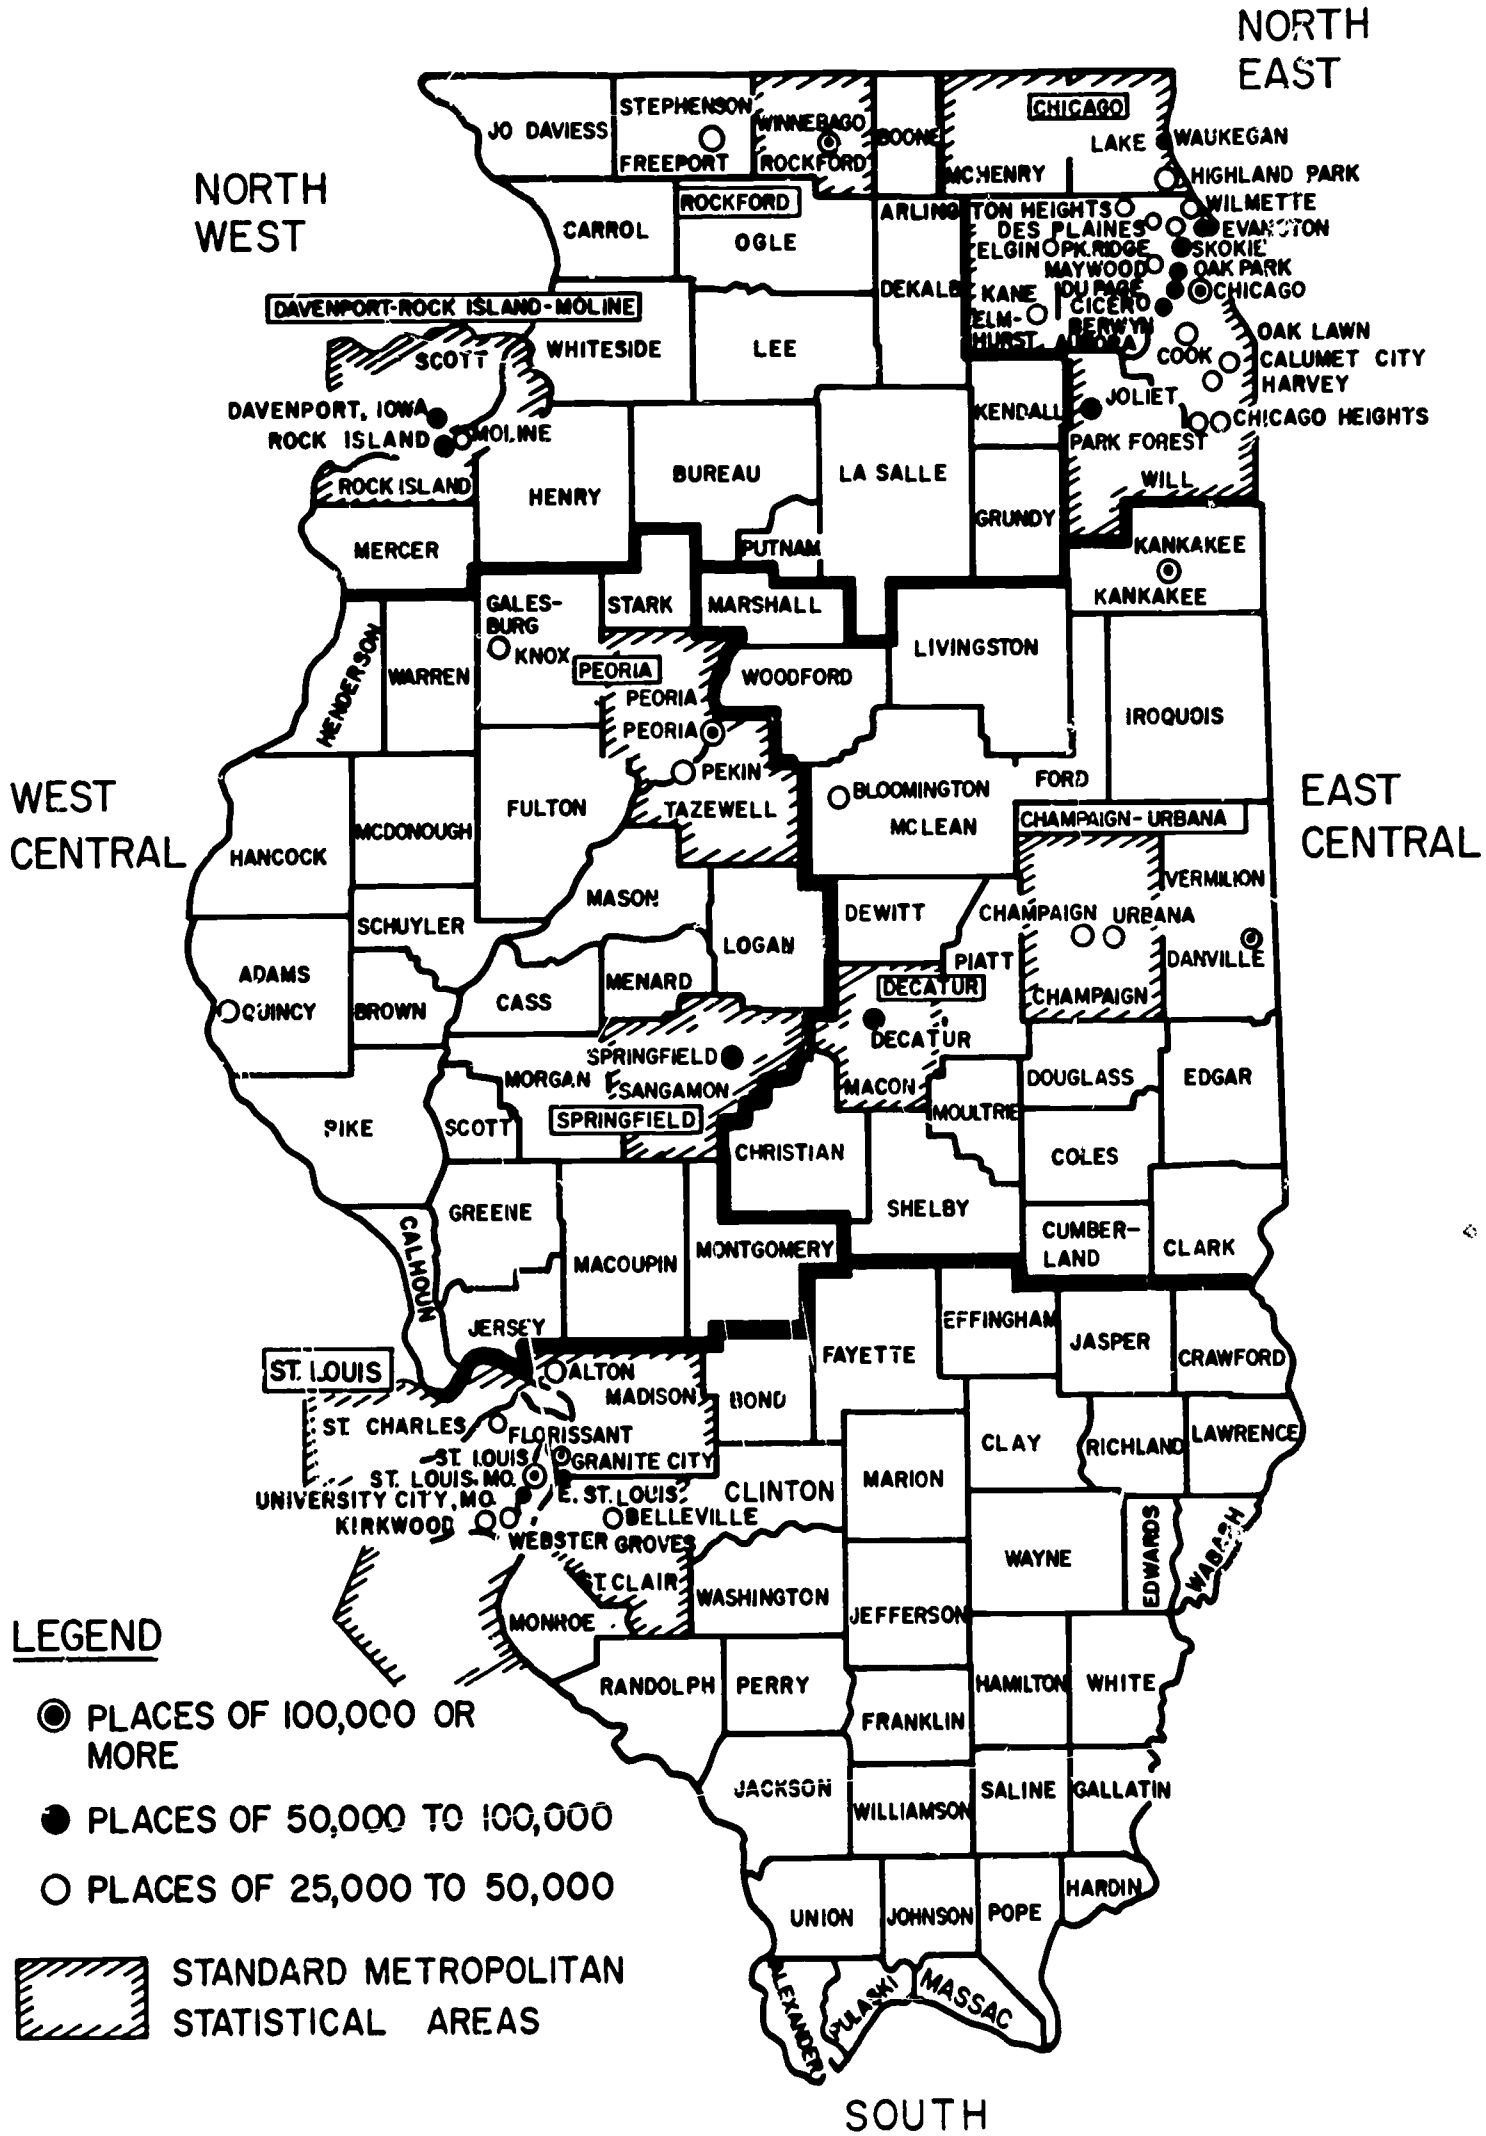 NORTH
EAST
STEPHENSON
CHICAGO
JO DAVIESS
WINNEBAGO
BOONE
LAKE
WAUKEGAN
FREEPORT
ROCKFORD
MCHENRY
HIGHLAND PARK
NORTH
WEST
ROCKFORD
ARLINGTON HEIGHTS
WILMETTE
CARROL
OGLE
DES PLAINES
EVANSTON
ELGIN
PK. RIDGE
SKOKIE
MAYWOOD
OAK PARK
DEKALB
KANE
DU PAGE
CHICAGO
CICERO
DAVENPORT-ROCK ISLAND-MOLINE
ELM-
HURST
BERWYN
AURORA
OAK LAWN
SCOTT
WHITESIDE
LEE
COOK
CALUMET CITY
HARVEY
DAVENPORT, IOWA
KENDALL
JOLIET
CHICAGO HEIGHTS
ROCK ISLAND
MOLINE
PARK FOREST
BUREAU
LA SALLE
WILL
ROCK ISLAND
HENRY
GRUNDY
MERCER
PUTNAM
KANKAKEE
KANKAKEE
GALES-
BURG
STARK
MARSHALL
KNOX
LIVINGSTON
HENDERSON
WARREN
PEORIA
WOODFORD
PEORIA
IROQUOIS
PEORIA
PEKIN
FORD
WEST
CENTRAL
BLOOMINGTON
EAST
CENTRAL
FULTON
TAZEWELL
MCLEAN
CHAMPAIGN-URBANA
MCDONOUGH
HANCOCK
MASON
VERMILION
SCHUYLER
DEWITT
CHAMPAIGN
URBANA
LOGAN
PIATT
DANVILLE
ADAMS
MENARD
DECATUR
CHAMPAIGN
CASS
QUINCY
BROWN
DECATUR
SPRINGFIELD
MORGAN
SANGAMON
MACON
DOUGLASS
EDGAR
MOULTRIE
SPRINGFIELD
PIKE
SCOTT
CHRISTIAN
COLES
GREENE
SHELBY
CALHOUN
MACOUPIN
MONTGOMERY
CUMBER-
LAND
CLARK
JERSEY
EFFINGHAM
FAYETTE
JASPER
CRAWFORD
ST. LOUIS
ALTON
MADISON
BOND
ST. CHARLES
FLORISSANT
CLAY
RICHLAND
LAWRENCE
ST. LOUIS
GRANITE CITY
ST. LOUIS, MO.
MARION
UNIVERSITY CITY, MO.
E. ST. LOUIS
CLINTON
KIRKWOOD
BELLEVILLE
WEBSTER GROVES
WAYNE
EDWARDS
WABASH
ST CLAIR
WASHINGTON
JEFFERSON
MONROE
LEGEND
RANDOLPH
PERRY
HAMILTON
WHITE
PLACES OF 100,000 OR
MORE
FRANKLIN
JACKSON
SALINE
GALLATIN
PLACES OF 50,000 TO 100,000
WILLIAMSON
PLACES OF 25,000 TO 50,000
HARDIN
UNION
JOHNSON
POPE
STANDARD METROPOLITAN
STATISTICAL AREAS
ALEXANDER
PULASKI
MASSAC
SOUTH